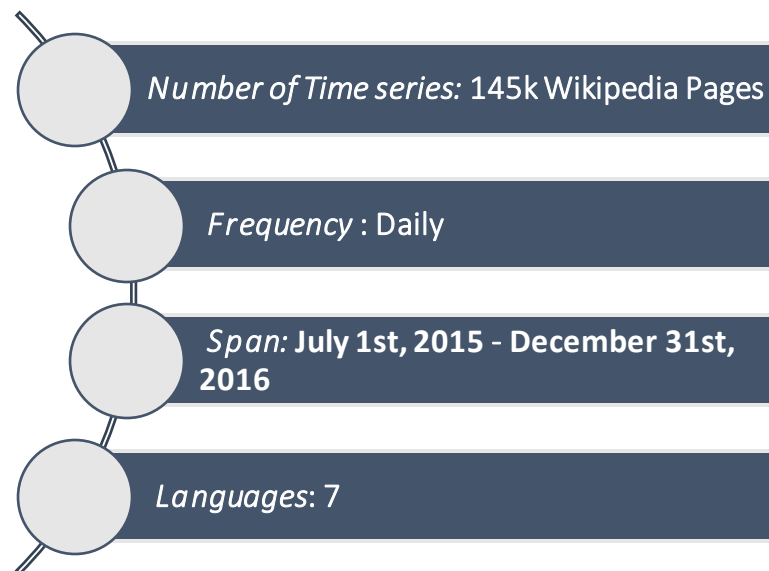 Number of Time series: 145k Wikipedia Pages
Frequency : Daily
Span: July 1st, 2015 - December 31st,
2016
Languages: 7